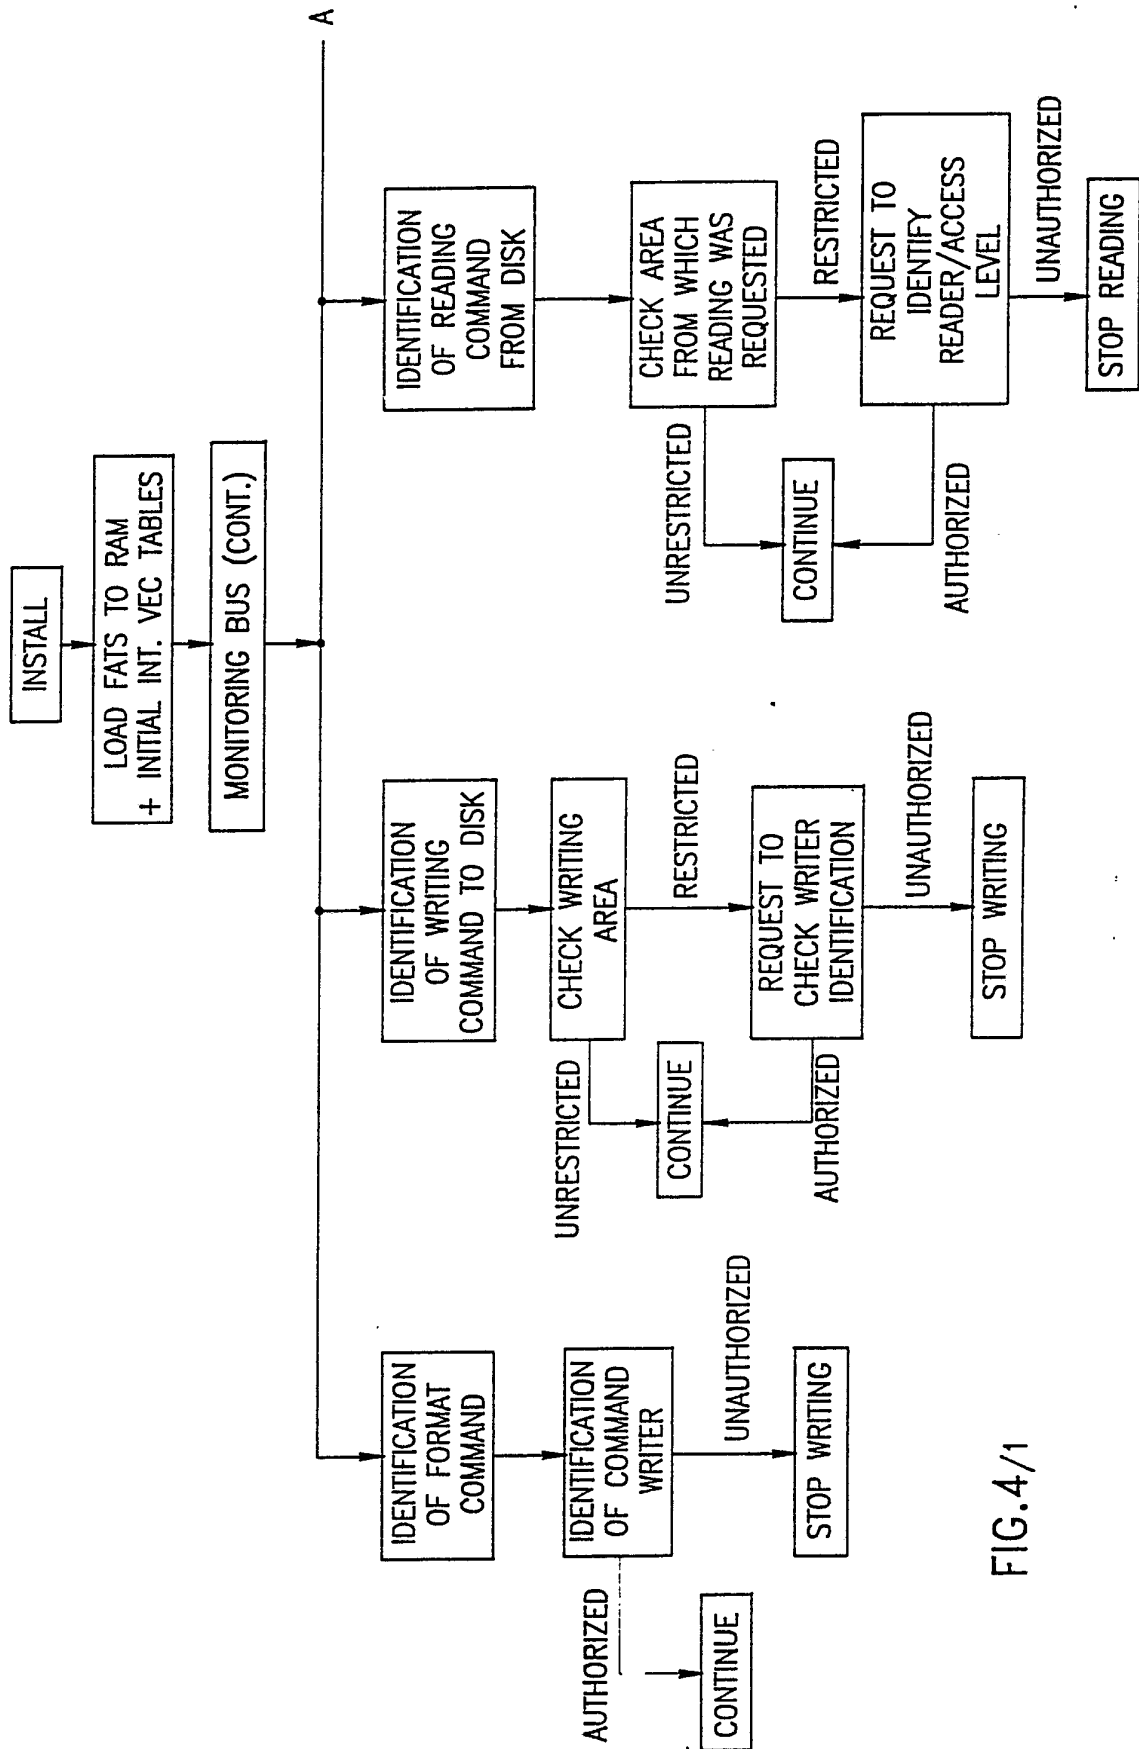 INSTALL
LOAD FATS TO RAM
+ INITIAL INT. VEC TABLES
MONITORING BUS (CONT.)
A
IDENTIFICATION
OF FORMAT
COMMAND
IDENTIFICATION
OF COMMAND
WRITER
AUTHORIZED
CONTINUE
UNAUTHORIZED
STOP WRITING
IDENTIFICATION
OF WRITING
COMMAND TO DISK
CHECK WRITING
AREA
UNRESTRICTED
RESTRICTED
CONTINUE
REQUEST TO
CHECK WRITER
IDENTIFICATION
AUTHORIZED
UNAUTHORIZED
STOP WRITING
IDENTIFICATION
OF READING
COMMAND
FROM DISK
CHECK AREA
FROM WHICH
READING WAS
REQUESTED
UNRESTRICTED
RESTRICTED
CONTINUE
REQUEST TO
IDENTIFY
READER/ACCESS
LEVEL
AUTHORIZED
UNAUTHORIZED
STOP READING
FIG.4/1